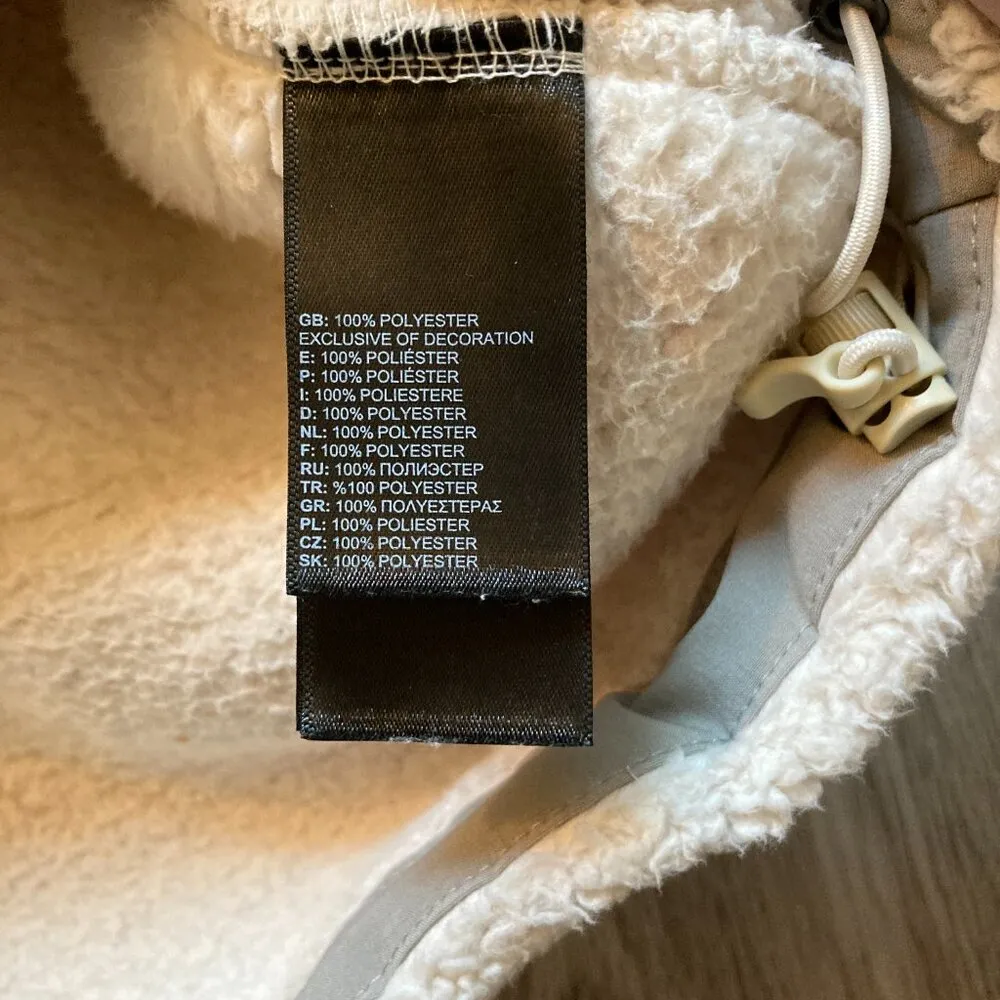 GB: 100% POLYESTER
EXCLUSIVE OF DECORATION
E: 100% POLIÉSTER
P: 100% POLIÉSTER
I: 100% POLIESTERE
D: 100% POLYESTER
NL: 100% POLYESTER
F: 100% POLYESTER
RU: 100% ПОЛИЭСТЕР
TR: %100 POLYESTER
GR: 100% ΠΟΛΥΕΣΤΕΡΑΣ
PL: 100% POLIESTER
CZ: 100% POLYESTER
SK: 100% POLYESTER